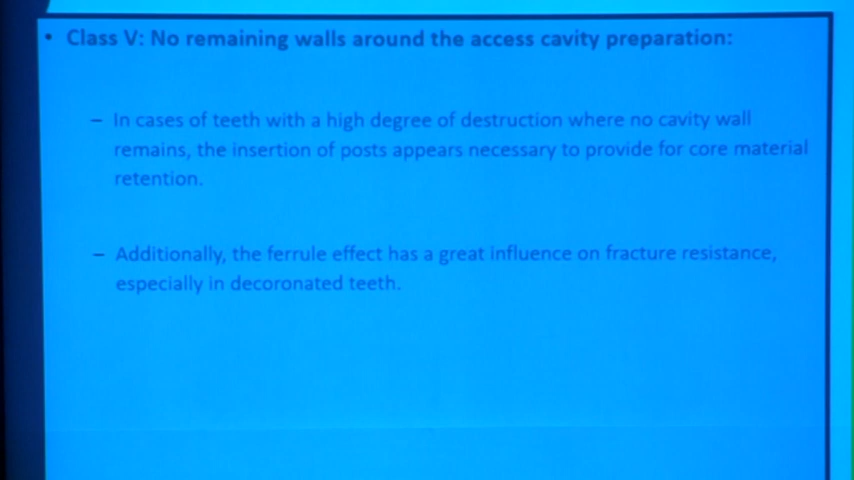 • Class V: No remaining walls around the access cavity preparation:
– In cases of teeth with a high degree of destruction where no cavity wall
remains, the insertion of posts appears necessary to provide for core material
retention.
– Additionally, the ferrule effect has a great influence on fracture resistance,
especially in decoronated teeth.